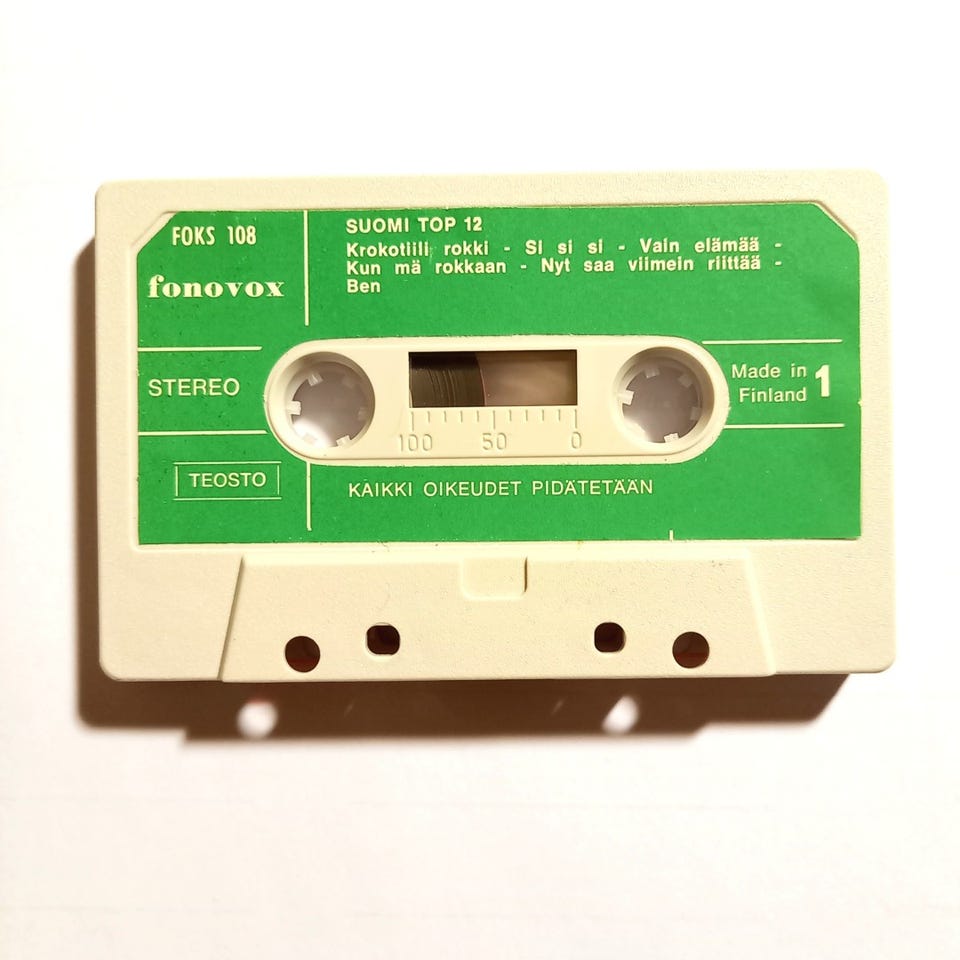 FOKS 108
fonovox
SUOMI TOP 12
Krokotiili rokki - Si si si - Vain elämää -
Kun mä rokkaan - Nyt saa viimein riittää -
Ben
STEREO
100 50 0
Made in
Finland
1
TEOSTO
KAIKKI OIKEUDET PIDÄTETÄÄN